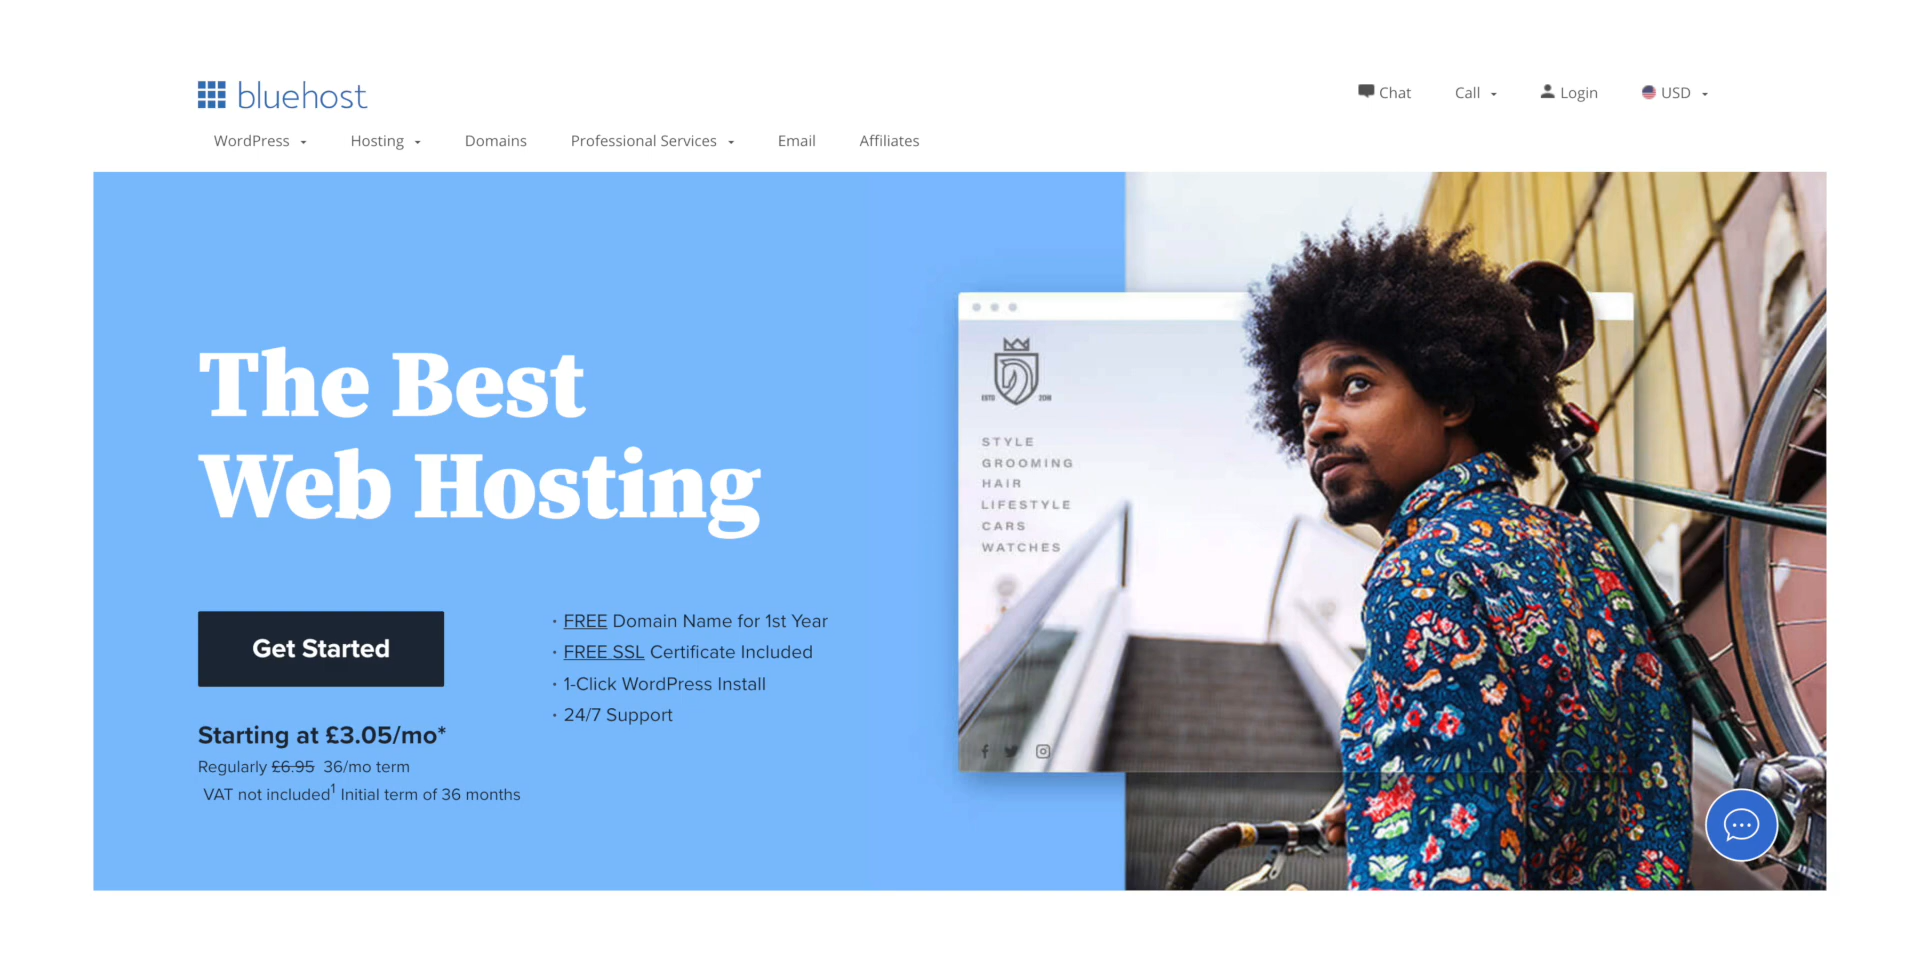 bluehost
Chat
Call
Login
USD
WordPress
Hosting
Domains
Professional Services
Email
Affiliates
The Best
Web Hosting
Get Started
Starting at £3.05/mo*
Regularly £6.95 36/mo term
VAT not included1 Initial term of 36 months
· FREE Domain Name for 1st Year
· FREE SSL Certificate Included
· 1-Click WordPress Install
· 24/7 Support
ESTD 2018
STYLE
GROOMING
HAIR
LIFESTYLE
CARS
WATCHES